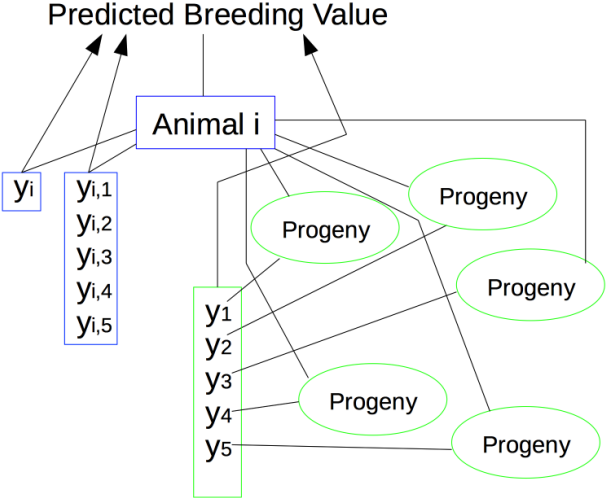 Predicted Breeding Value
Animal i
yi
yi,1
yi,2
yi,3
yi,4
yi,5
Progeny
Progeny
Progeny
Progeny
Progeny
y1
y2
y3
y4
y5